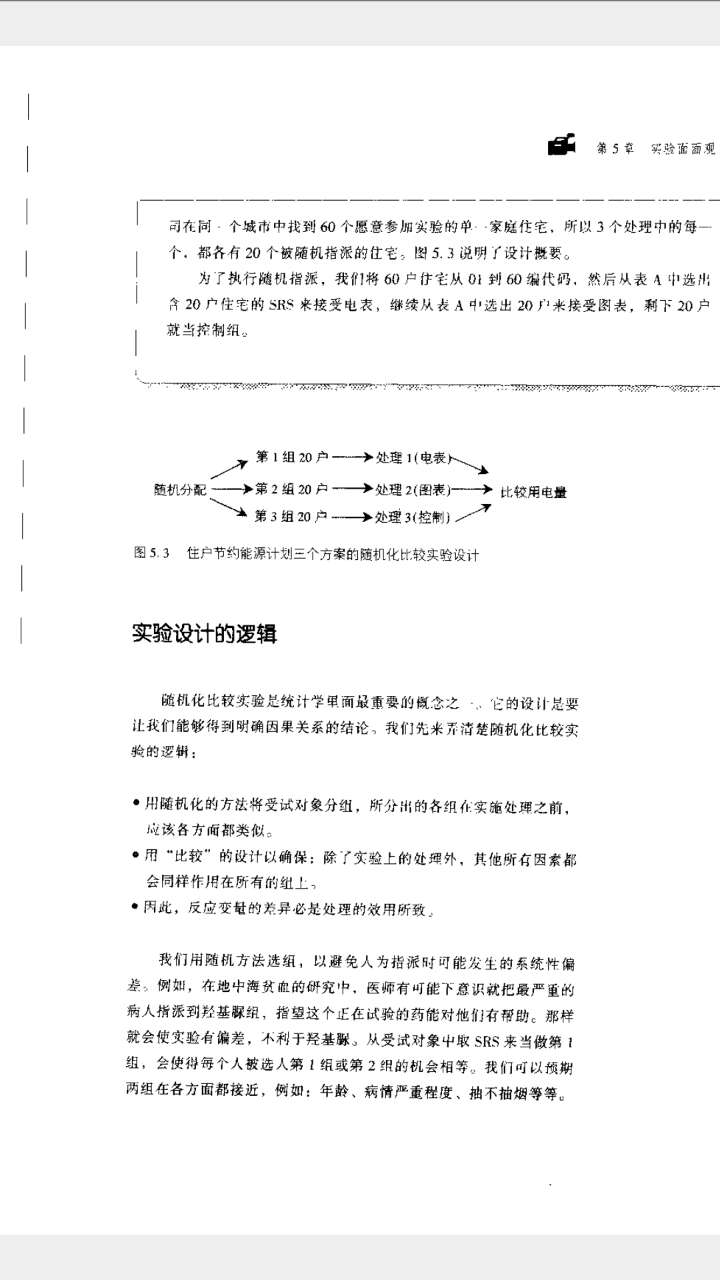 第 5 章 实验面面观
司在同一个城市中找到 60 个愿意参加实验的单一家庭住宅，所以 3 个处理中的每一
个，都各有 20 个被随机指派的住宅。图 5.3 说明了设计概要。
为了执行随机指派，我们将 60 户住宅从 01 到 60 编代码，然后从表 A 中选出
含 20 户住宅的 SRS 来接受电表，继续从表 A 中选出 20 户来接受图表，剩下 20 户
就当控制组。
第 1 组 20 户 处理 1(电表)
随机分配 第 2 组 20 户 处理 2(图表) 比较用电量
第 3 组 20 户 处理 3(控制)
图 5.3 住户节约能源计划三个方案的随机化比较实验设计
实验设计的逻辑
随机化比较实验是统计学里面最重要的概念之一。它的设计是要
让我们能够得到明确因果关系的结论。我们先来弄清楚随机化比较实
验的逻辑：
● 用随机化的方法将受试对象分组，所分出的各组在实施处理之前，
应该各方面都类似。
● 用“比较”的设计以确保：除了实验上的处理外，其他所有因素都
会同样作用在所有的组上。
● 因此，反应变量的差异必是处理的效用所致。
我们用随机方法选组，以避免人为指派时可能发生的系统性偏
差。例如，在地中海贫血的研究中，医师有可能下意识就把最严重的
病人指派到羟基脲组，指望这个正在试验的药能对他们有帮助。那样
就会使实验有偏差，不利于羟基脲。从受试对象中取 SRS 来当做第 1
组，会使得每个人被选入第 1 组或第 2 组的机会相等。我们可以预期
两组在各方面都接近，例如：年龄、病情严重程度、抽不抽烟等等。